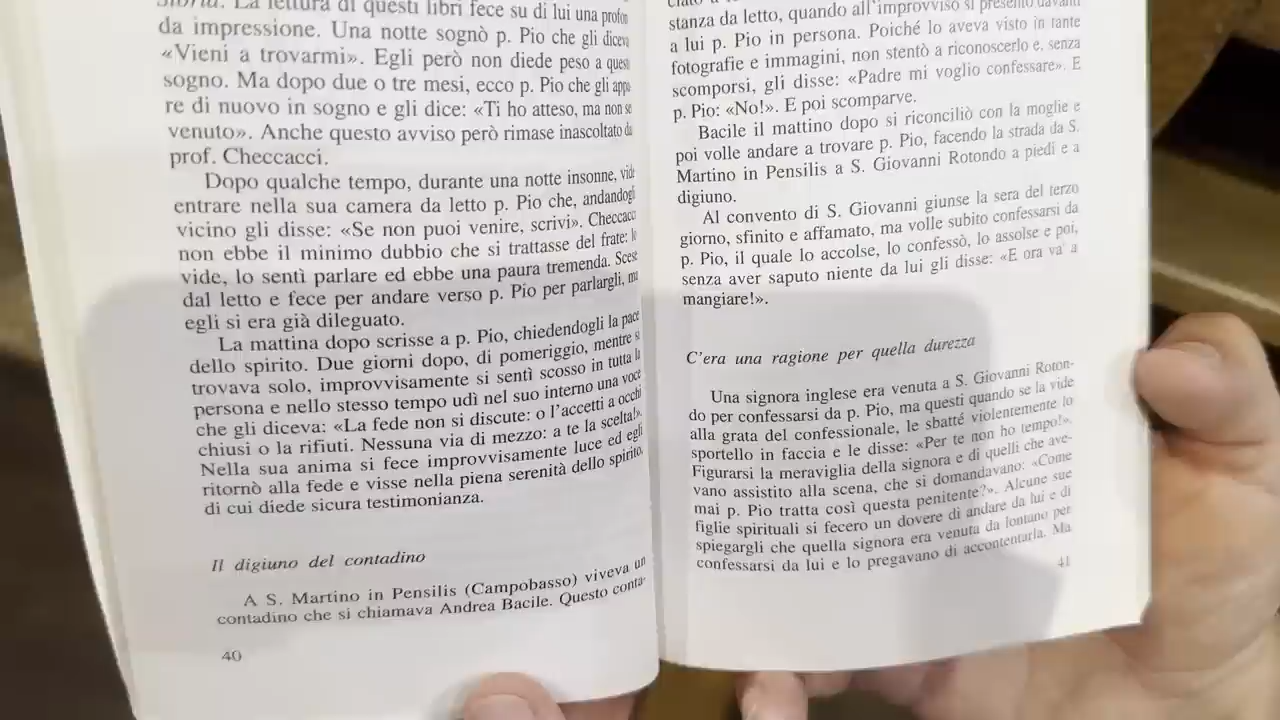 Storia. La lettura di questi libri fece su di lui una profon
da impressione. Una notte sognò p. Pio che gli diceva
«Vieni a trovarmi». Egli però non diede peso a questo
sogno. Ma dopo due o tre mesi, ecco p. Pio che gli appa
re di nuovo in sogno e gli dice: «Ti ho atteso, ma non se
venuto». Anche questo avviso però rimase inascoltato da
prof. Checcacci.
Dopo qualche tempo, durante una notte insonne, vide
entrare nella sua camera da letto p. Pio che, andandogli
vicino gli disse: «Se non puoi venire, scrivi». Checcacc
non ebbe il minimo dubbio che si trattasse del frate: lo
vide, lo sentì parlare ed ebbe una paura tremenda. Scese
dal letto e fece per andare verso p. Pio per parlargli, ma
egli si era già dileguato.
La mattina dopo scrisse a p. Pio, chiedendogli la pace
dello spirito. Due giorni dopo, di pomeriggio, mentre si
trovava solo, improvvisamente si sentì scosso in tutta la
persona e nello stesso tempo udì nel suo interno una voce
che gli diceva: «La fede non si discute: o l'accetti a occhi
chiusi o la rifiuti. Nessuna via di mezzo: a te la scelta!».
Nella sua anima si fece improvvisamente luce ed egli
ritornò alla fede e visse nella piena serenità dello spirito,
di cui diede sicura testimonianza.
Il digiuno del contadino
A S. Martino in Pensilis (Campobasso) viveva un
contadino che si chiamava Andrea Bacile. Questo conta-
40
stanza da letto, quando all'improvviso si presentò davanti
a lui p. Pio in persona. Poiché lo aveva visto in tante
fotografie e immagini, non stentò a riconoscerlo e, senza
scomporsi, gli disse: «Padre mi voglio confessare». E
p. Pio: «No!». E poi scomparve.
Bacile il mattino dopo si riconciliò con la moglie e
poi volle andare a trovare p. Pio, facendo la strada da S.
Martino in Pensilis a S. Giovanni Rotondo a piedi e a
digiuno.
Al convento di S. Giovanni giunse la sera del terzo
giorno, sfinito e affamato, ma volle subito confessarsi da
p. Pio, il quale lo accolse, lo confessò, lo assolse e poi,
senza aver saputo niente da lui gli disse: «E ora va' a
mangiare!».
C'era una ragione per quella durezza
Una signora inglese era venuta a S. Giovanni Roton-
do per confessarsi da p. Pio, ma questi quando se la vide
alla grata del confessionale, le sbatté violentemente lo
sportello in faccia e le disse: «Per te non ho tempo!».
Figurarsi la meraviglia della signora e di quelli che ave-
vano assistito alla scena, che si domandavano: «Come
mai p. Pio tratta così questa penitente?». Alcune sue
figlie spirituali si fecero un dovere di andare da lui e di
spiegargli che quella signora era venuta da lontano per
confessarsi da lui e lo pregavano di accontentarla. Ma
41